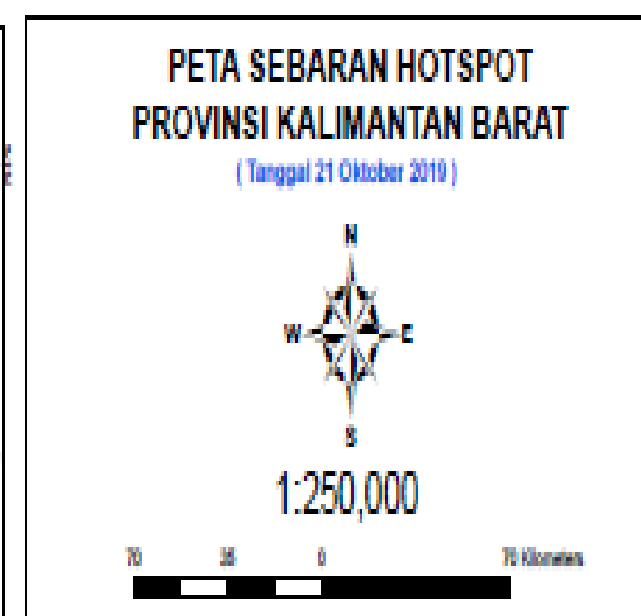 PETA SEBARAN HOTSPOT
PROVINSI KALIMANTAN BARAT
( Tanggal 21 Oktober 2019 )
N
W E
S
1:250,000
70 35 0 70 Kilometers